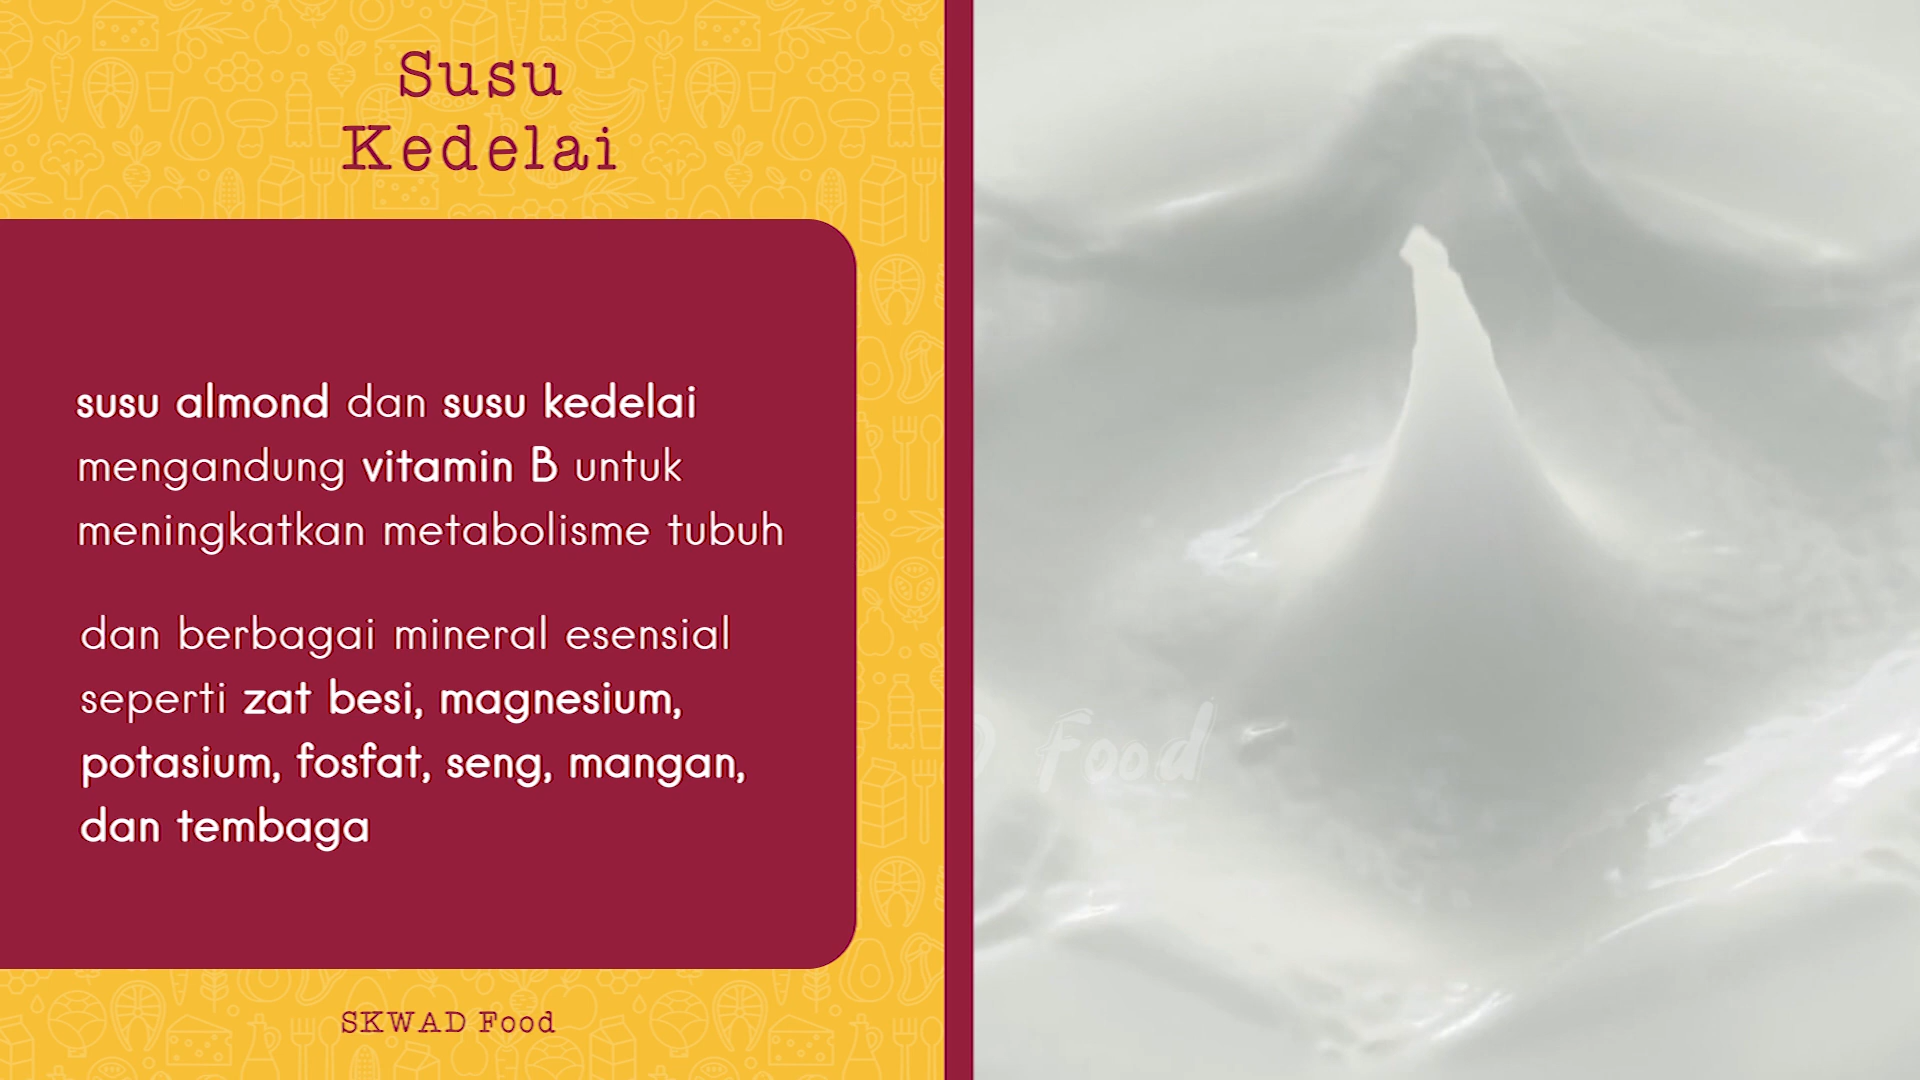 Susu
Kedelai
susu almond dan susu kedelai
mengandung vitamin B untuk
meningkatkan metabolisme tubuh
dan berbagai mineral esensial
seperti zat besi, magnesium,
potasium, fosfat, seng, mangan,
dan tembaga
Food
SKWAD Food